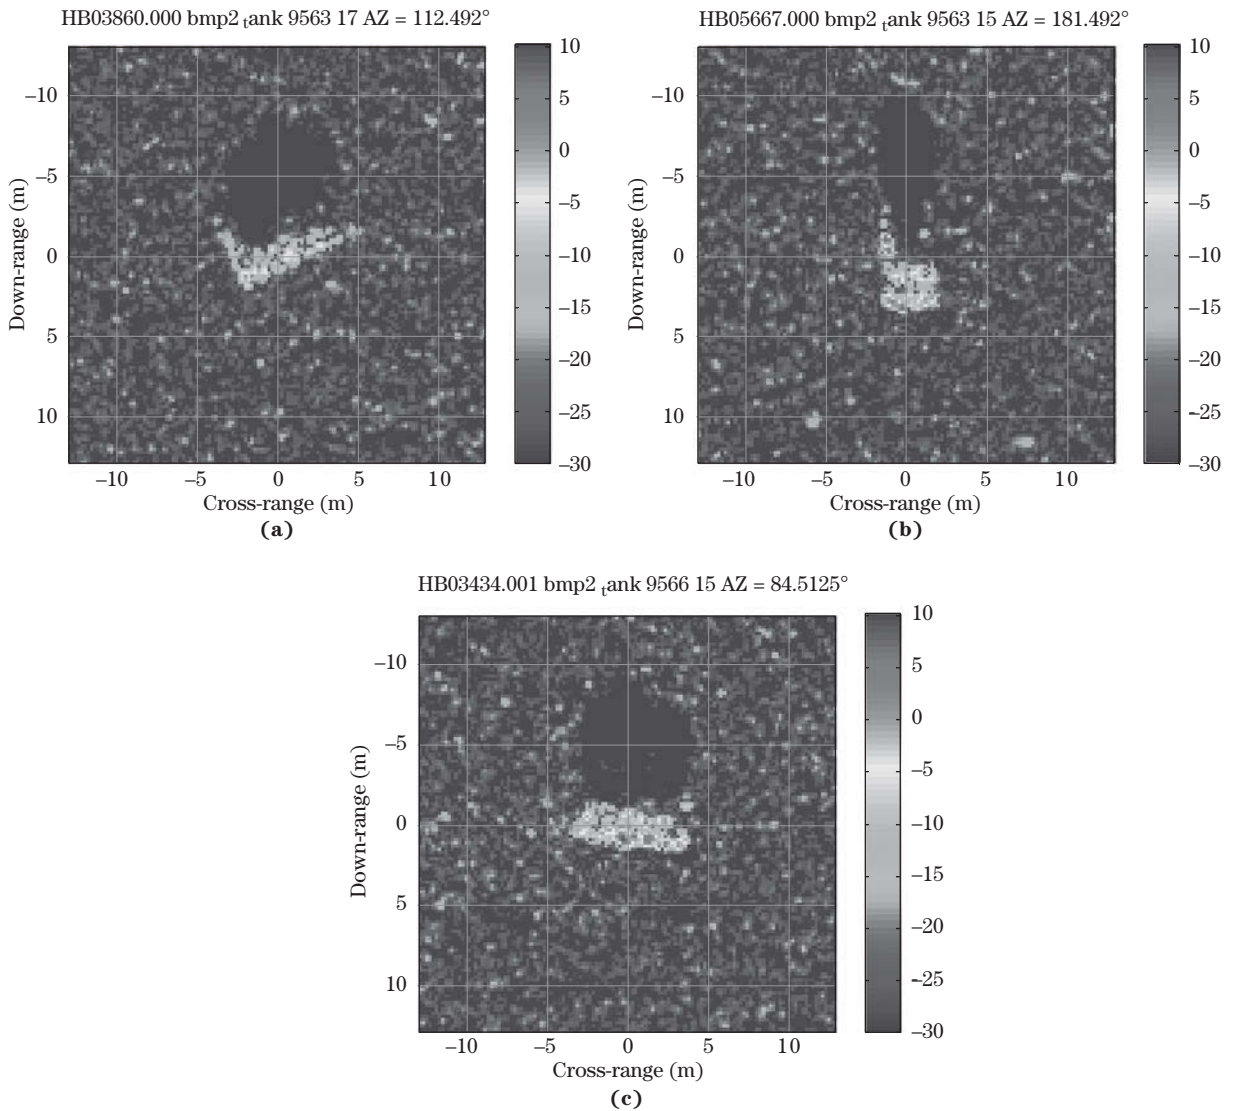 HB03860.000 bmp2 tank 9563 17 AZ = 112.492°
10
5
0
–5
–10
–15
–20
–25
–30
–10
–5
0
5
10
Down-range (m)
–10 –5 0 5 10
Cross-range (m)
(a)
HB05667.000 bmp2 tank 9563 15 AZ = 181.492°
10
5
0
–5
–10
–15
–20
–25
–30
–10
–5
0
5
10
Down-range (m)
–10 –5 0 5 10
Cross-range (m)
(b)
HB03434.001 bmp2 tank 9566 15 AZ = 84.5125°
10
5
0
–5
–10
–15
–20
–25
–30
–10
–5
0
5
10
Down-range (m)
–10 –5 0 5 10
Cross-range (m)
(c)